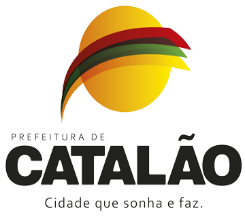 PREFEITURA DE
CATALÃO
Cidade que sonha e faz.